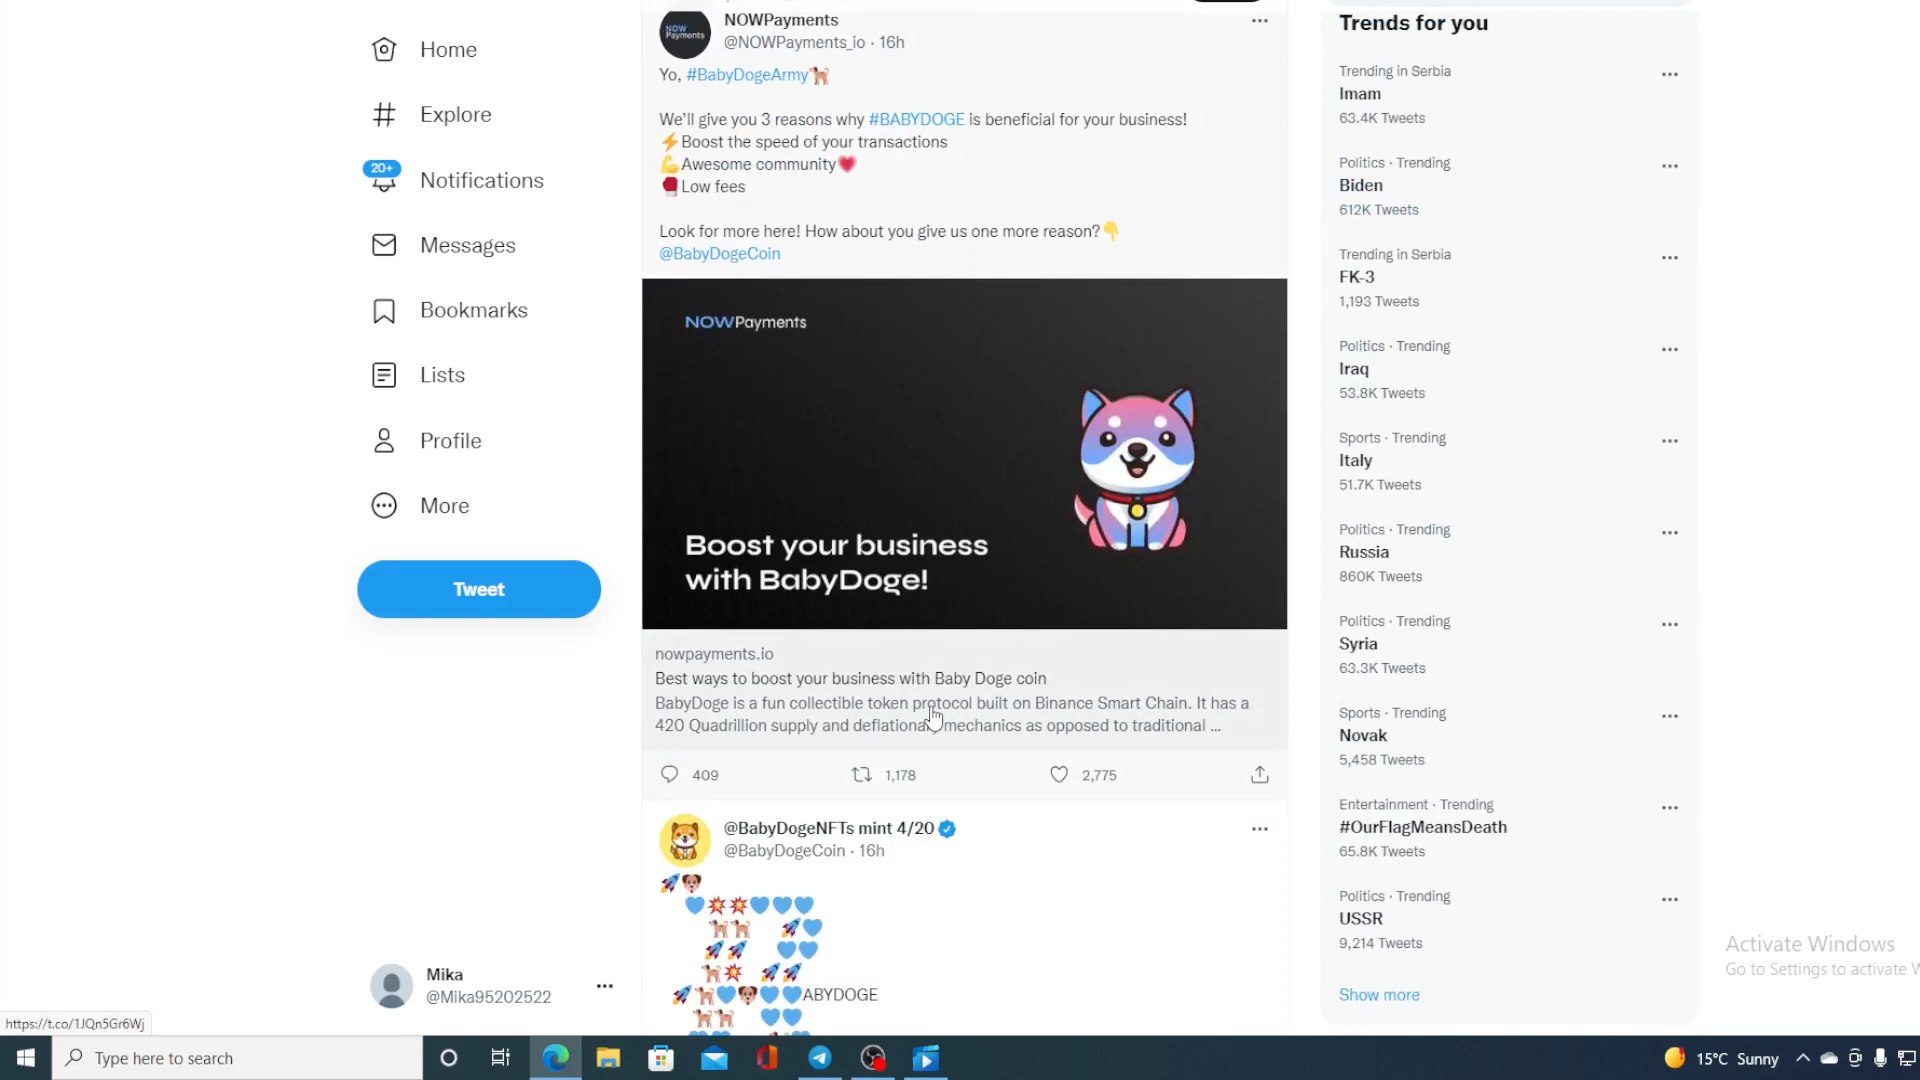 Home
Explore
20+
Notifications
Messages
Bookmarks
Lists
Profile
More
Tweet
Mika
@Mika95202522
https://t.co/1JQn5Gr6Wj
NOW
Payments
NOWPayments
@NOWPayments_io · 16h
Yo, #BabyDogeArmy🐕
We'll give you 3 reasons why #BABYDOGE is beneficial for your business!
⚡Boost the speed of your transactions
💪Awesome community💗
🥊Low fees
Look for more here! How about you give us one more reason?👇
@BabyDogeCoin
NOWPayments
Boost your business
with BabyDoge!
nowpayments.io
Best ways to boost your business with Baby Doge coin
BabyDoge is a fun collectible token protocol built on Binance Smart Chain. It has a
420 Quadrillion supply and deflationary mechanics as opposed to traditional ...
409
1,178
2,775
@BabyDogeNFTs mint 4/20
@BabyDogeCoin · 16h
🚀🐶
💙💥💥💙💙💙
🐕🐕 🚀💙
🚀🚀 💙💙
🐕💥 🚀🚀
🚀🐕💙🐶💙💙ABYDOGE
🐕🐕 💙💙
Trends for you
Trending in Serbia
Imam
63.4K Tweets
Politics · Trending
Biden
612K Tweets
Trending in Serbia
FK-3
1,193 Tweets
Politics · Trending
Iraq
53.8K Tweets
Sports · Trending
Italy
51.7K Tweets
Politics · Trending
Russia
860K Tweets
Politics · Trending
Syria
63.3K Tweets
Sports · Trending
Novak
5,458 Tweets
Entertainment · Trending
#OurFlagMeansDeath
65.8K Tweets
Politics · Trending
USSR
9,214 Tweets
Show more
Activate Windows
Go to Settings to activate W
Type here to search
15°C Sunny